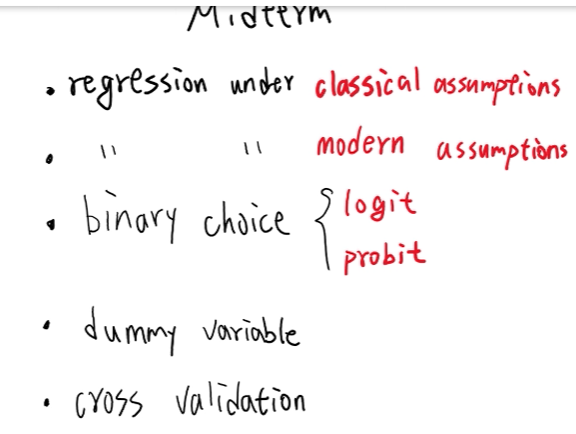 Midterm
• regression under classical assumptions
• " " modern assumptions
• binary choice { logit
probit
• dummy variable
• cross validation